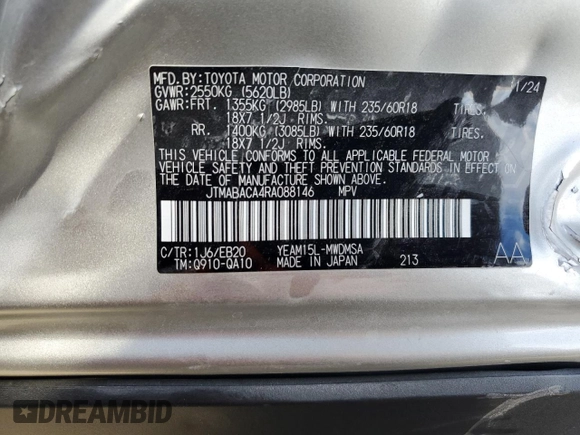 MFD. BY: TOYOTA MOTOR CORPORATION 1/24
GVWR: 2550KG (5620LB)
GAWR: FRT. 1355KG (2985LB) WITH 235/60R18 TIRES,
18X7 1/2J RIMS.
RR. 1400KG (3085LB) WITH 235/60R18 TIRES,
18X7 1/2J RIMS.
THIS VEHICLE CONFORMS TO ALL APPLICABLE FEDERAL MOTOR
VEHICLE SAFETY AND THEFT PREVENTION STANDARDS IN EFFECT ON
THE DATE OF MANUFACTURE SHOWN ABOVE.
JTMABACA4RA088146 MPV
C/TR: 1J6/EB20 YEAM15L-MWDMSA
TM: Q910-QA10 MADE IN JAPAN 213 AA
DREAMBID